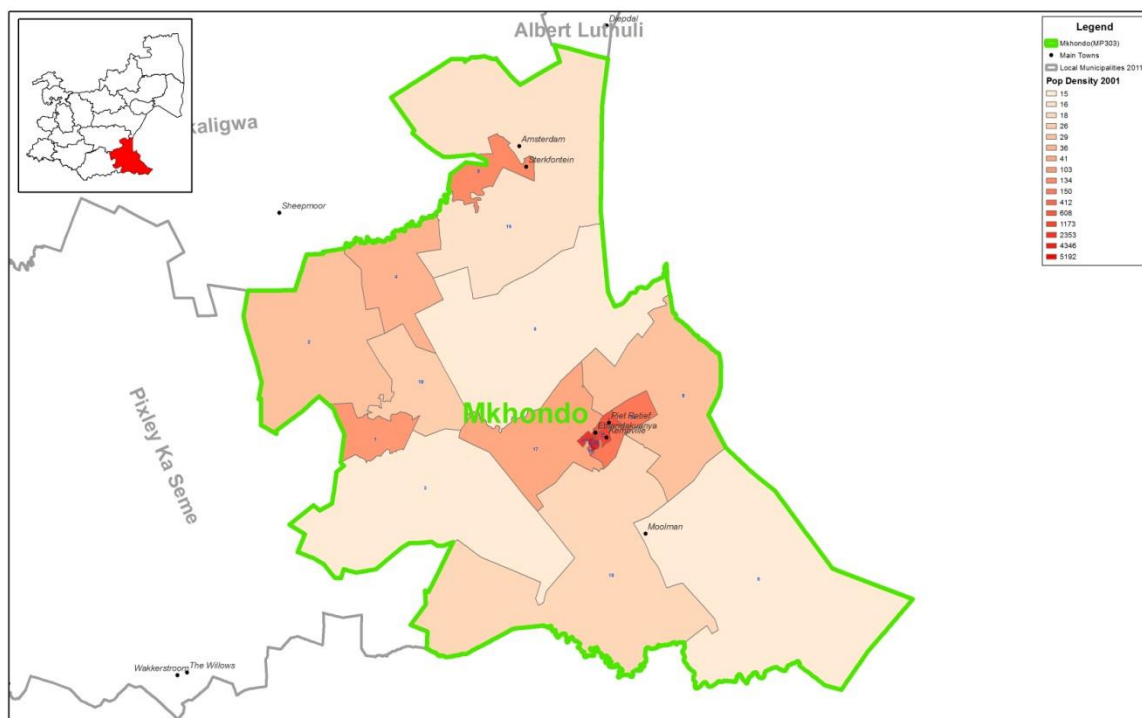 Diepdal
Albert Luthuli
Legend
Mkhondo(MP303)
Main Towns
Local Municipalities 2011
Pop Density 2001
15
16
18
26
29
36
41
103
134
150
412
608
1173
2353
4346
5192
kaligwa
Amsterdam
Sterkfontein
Sheepmoor
Mkhondo
Piet Retief
Kempville
Pixley Ka Seme
17
Moolman
Wakkerstroom
The Willows